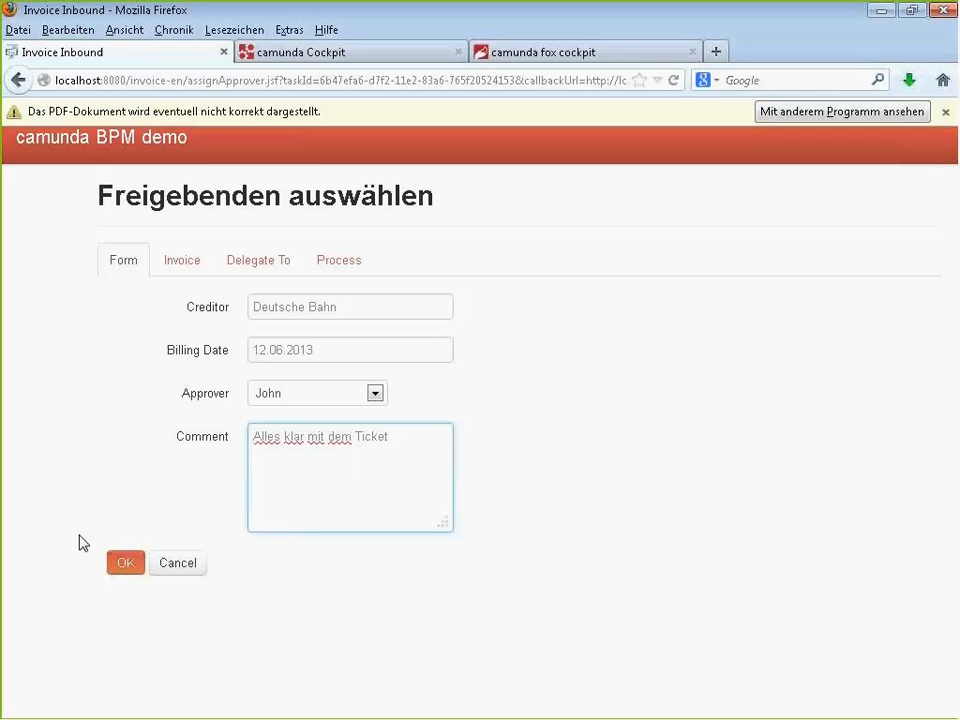 Invoice Inbound - Mozilla Firefox
Datei Bearbeiten Ansicht Chronik Lesezeichen Extras Hilfe
Invoice Inbound × camunda Cockpit × camunda fox cockpit × +
localhost:8080/invoice-en/assignApprover.jsf?taskId=6b47efa6-d7f2-11e2-83a6-765f20524153&callbackUrl=http://lc Google
Das PDF-Dokument wird eventuell nicht korrekt dargestellt. Mit anderem Programm ansehen ×
camunda BPM demo
Freigebenden auswählen
Form Invoice Delegate To Process
Creditor Deutsche Bahn
Billing Date 12.06.2013
Approver John
Comment Alles klar mit dem Ticket
OK Cancel